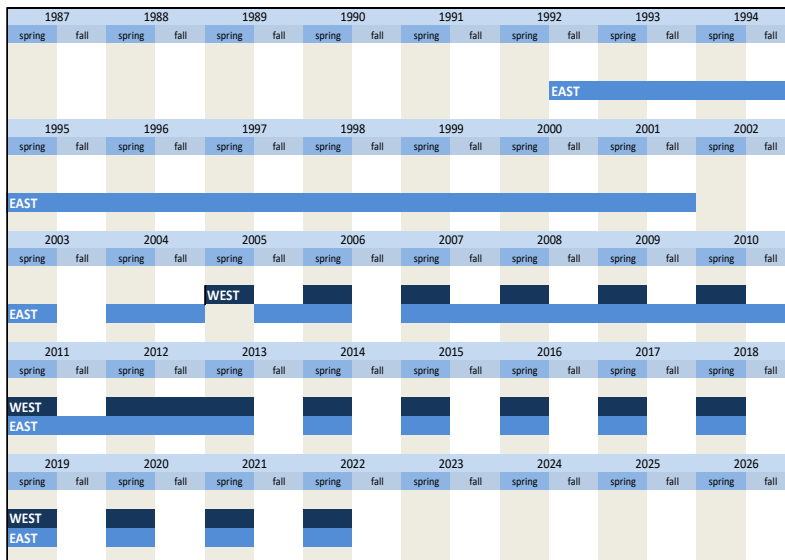 1987 1988 1989 1990 1991 1992 1993 1994
spring fall spring fall spring fall spring fall spring fall spring fall spring fall spring fall
EAST
1995 1996 1997 1998 1999 2000 2001 2002
spring fall spring fall spring fall spring fall spring fall spring fall spring fall spring fall
EAST
2003 2004 2005 2006 2007 2008 2009 2010
spring fall spring fall spring fall spring fall spring fall spring fall spring fall spring fall
WEST
EAST
2011 2012 2013 2014 2015 2016 2017 2018
spring fall spring fall spring fall spring fall spring fall spring fall spring fall spring fall
WEST
EAST
2019 2020 2021 2022 2023 2024 2025 2026
spring fall spring fall spring fall spring fall spring fall spring fall spring fall spring fall
WEST
EAST